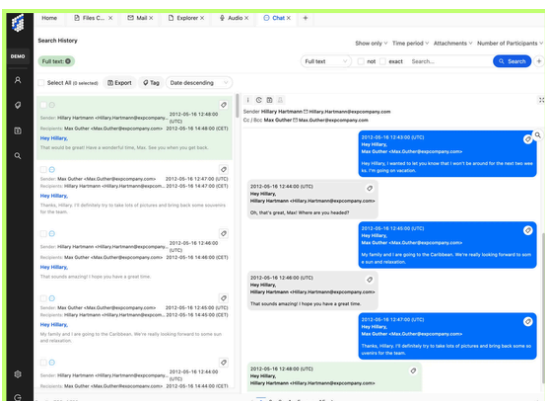 Home
Files C...
Mail
Explorer
Audio
Chat
DEMO
Search History
Show only
Time period
Attachments
Number of Participants
Full text:
Full text
not
exact
Search...
Search
Select All (0 selected)
Export
Tag
Date descending
Sender: Hillary Hartmann <Hillary.Hartmann@expcompany.com>
2012-05-16 12:48:00 (UTC)
Recipients: Max Guther <Max.Guther@expcompany.com> 2012-05-16 14:48:00 (CET)
Hey Hillary,
That would be great! Have a wonderful time, Max. See you when you get back.
Sender: Max Guther <Max.Guther@expcompany.com> 2012-05-16 12:47:00 (UTC)
Recipients: Hillary Hartmann <Hillary.Hartmann@expcom... 2012-05-16 14:47:00 (CET)
Hey Hillary,
Thanks, Hillary. I'll definitely try to take lots of pictures and bring back some souvenirs
for the team.
Sender: Hillary Hartmann <Hillary.Hartmann@expcompany.com>
2012-05-16 12:46:00 (UTC)
Recipients: Max Guther <Max.Guther@expcompany.com> 2012-05-16 14:46:00 (CET)
Hey Hillary,
That sounds amazing! I hope you have a great time.
Sender: Max Guther <Max.Guther@expcompany.com> 2012-05-16 12:45:00 (UTC)
Recipients: Hillary Hartmann <Hillary.Hartmann@expcom... 2012-05-16 14:45:00 (CET)
Hey Hillary,
My family and I are going to the Caribbean. We're really looking forward to some sun
and relaxation.
Sender: Hillary Hartmann <Hillary.Hartmann@expcompany.com>
2012-05-16 12:44:00 (UTC)
Recipients: Max Guther <Max.Guther@expcompany.com> 2012-05-16 14:44:00 (CET)
Sender Hillary Hartmann Hillary.Hartmann@expcompany.com
Cc / Bcc Max Guther Max.Guther@expcompany.com
2012-05-16 12:43:00 (UTC)
Hey Hillary,
Max Guther <Max.Guther@expcompany.com>
Hey Hillary, I wanted to let you know that I won't be around for the next two wee
ks. I'm going on vacation.
2012-05-16 12:44:00 (UTC)
Hey Hillary,
Hillary Hartmann <Hillary.Hartmann@expcompany.com>
Oh, that's great, Max! Where are you headed?
2012-05-16 12:45:00 (UTC)
Hey Hillary,
Max Guther <Max.Guther@expcompany.com>
My family and I are going to the Caribbean. We're really looking forward to som
e sun and relaxation.
2012-05-16 12:46:00 (UTC)
Hey Hillary,
Hillary Hartmann <Hillary.Hartmann@expcompany.com>
That sounds amazing! I hope you have a great time.
2012-05-16 12:47:00 (UTC)
Hey Hillary,
Max Guther <Max.Guther@expcompany.com>
Thanks, Hillary. I'll definitely try to take lots of pictures and bring back some so
uvenirs for the team.
2012-05-16 12:48:00 (UTC)
Hey Hillary,
Hillary Hartmann <Hillary.Hartmann@expcompany.com>